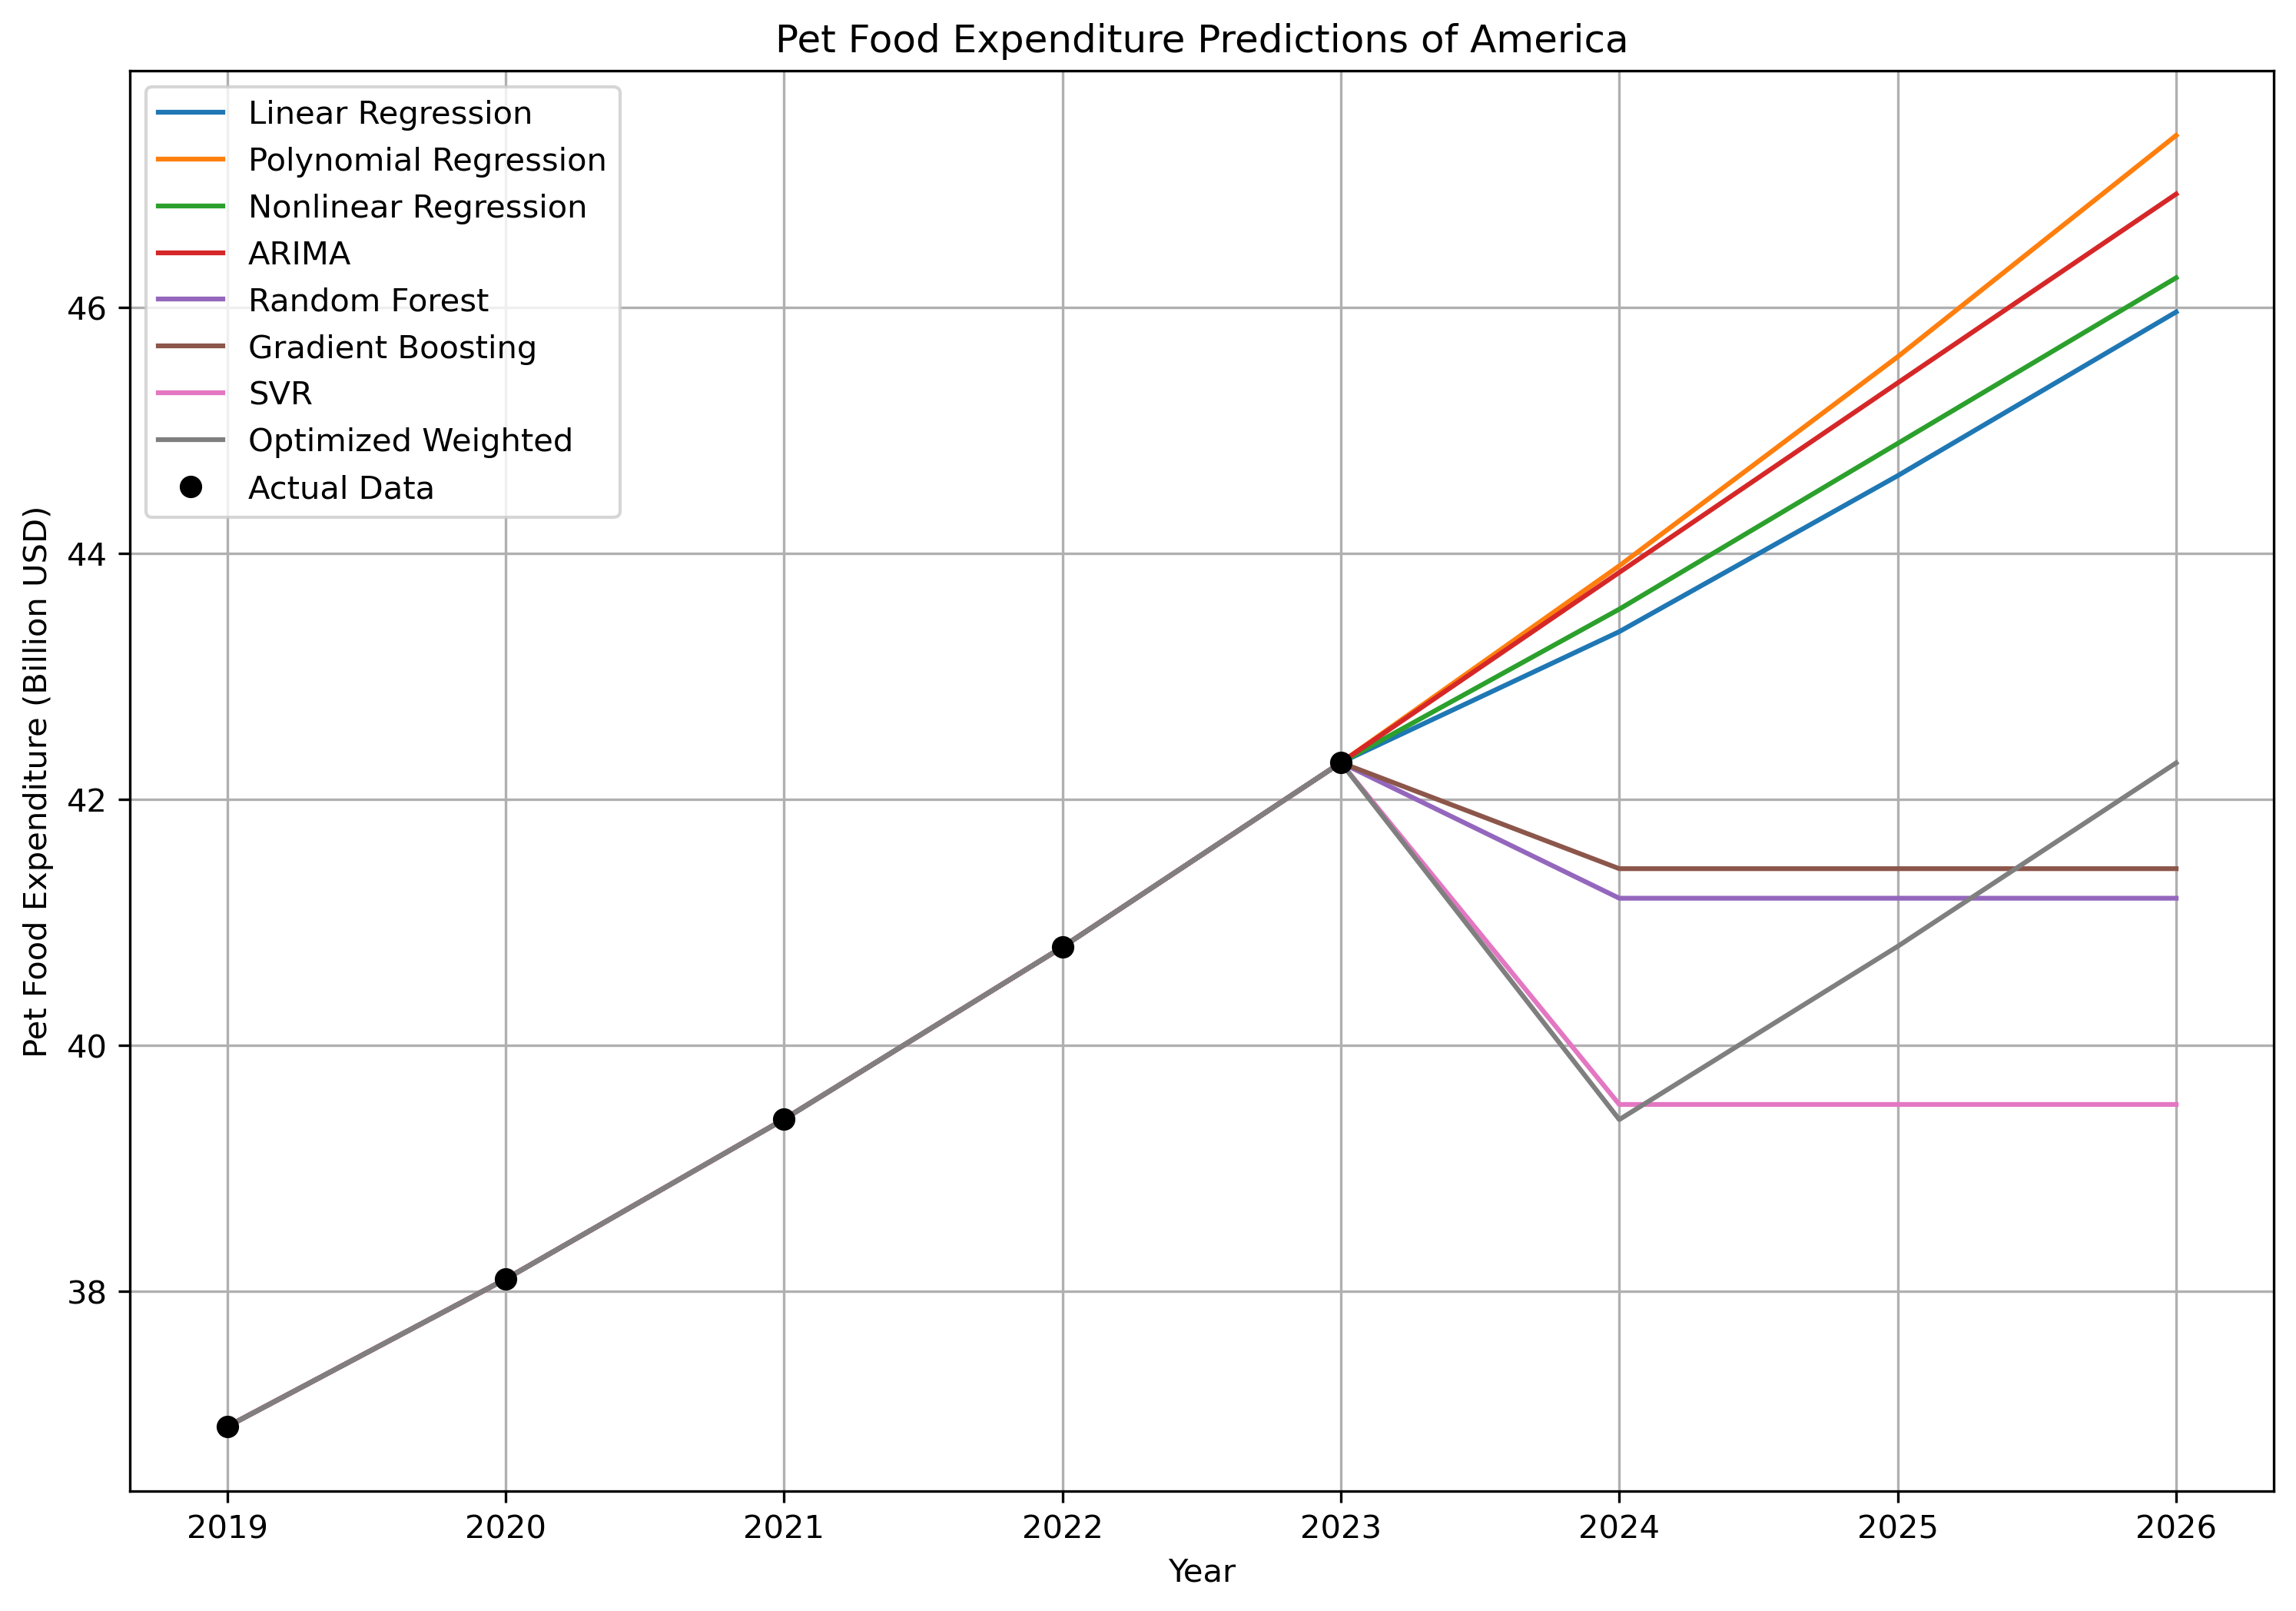 Pet Food Expenditure Predictions of America
Linear Regression
Polynomial Regression
Nonlinear Regression
ARIMA
Random Forest
Gradient Boosting
SVR
Optimized Weighted
Actual Data
Pet Food Expenditure (Billion USD)
46
44
42
40
38
2019 2020 2021 2022 2023 2024 2025 2026
Year